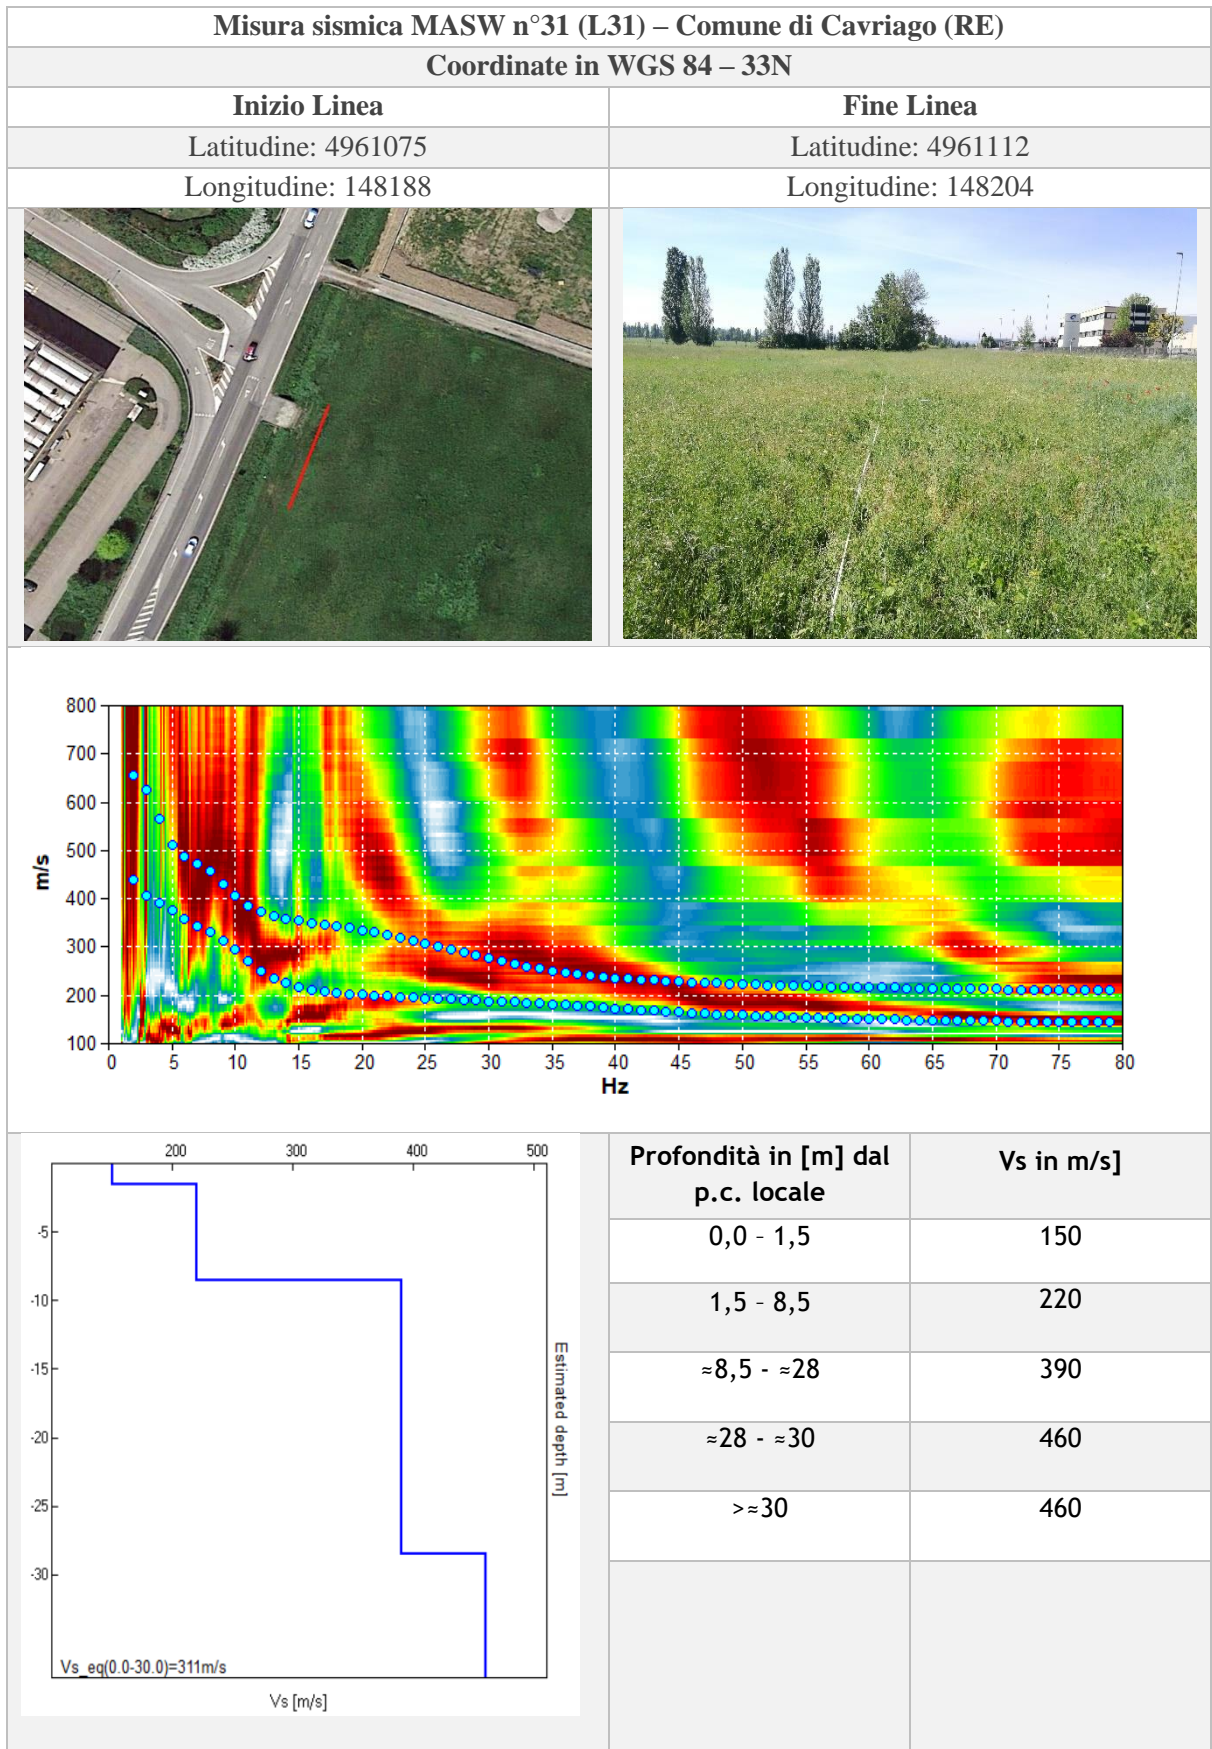 Misura sismica MASW n°31 (L31) – Comune di Cavriago (RE)
Coordinate in WGS 84 – 33N
Inizio Linea
Fine Linea
Latitudine: 4961075
Latitudine: 4961112
Longitudine: 148188
Longitudine: 148204
800
700
600
500
400
300
200
100
m/s
0 5 10 15 20 25 30 35 40 45 50 55 60 65 70 75 80
Hz
200 300 400 500
-5
-10
-15
-20
-25
-30
Estimated depth [m]
Vs_eq(0.0-30.0)=311m/s
Vs [m/s]
Profondità in [m] dal
p.c. locale
Vs in m/s]
0,0 – 1,5
150
1,5 – 8,5
220
≈8,5 - ≈28
390
≈28 - ≈30
460
>≈30
460